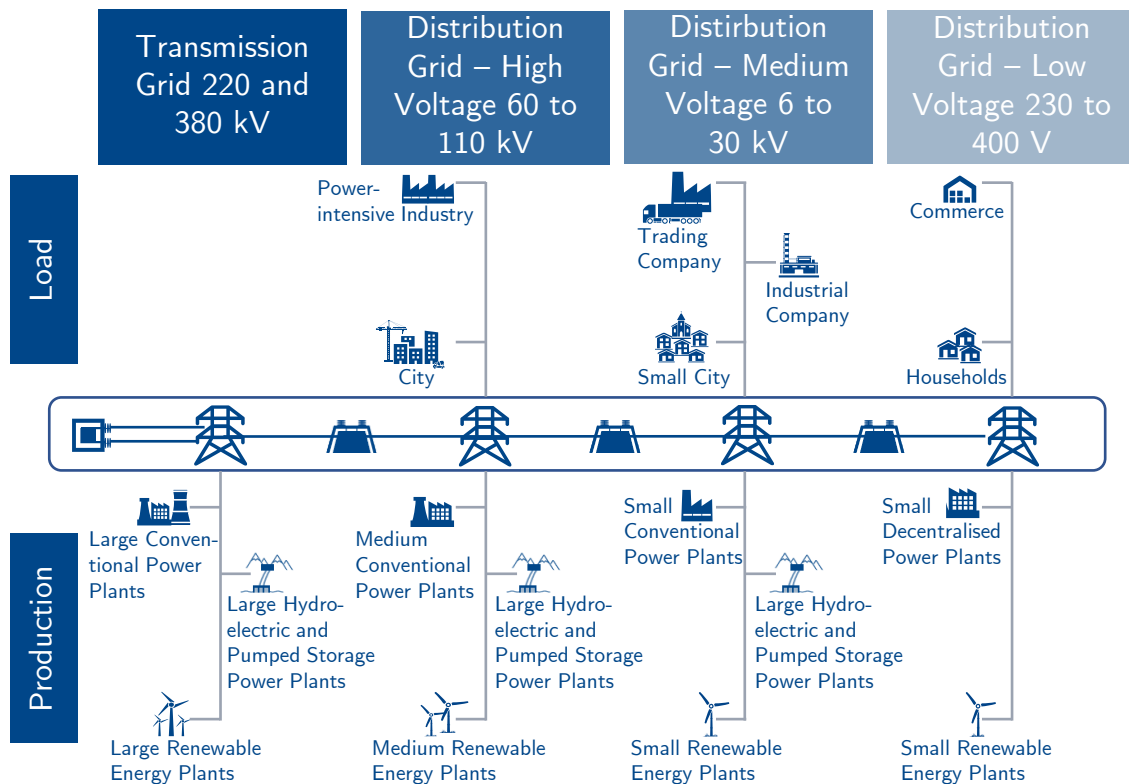 Transmission
Grid 220 and
380 kV
Distribution
Grid – High
Voltage 60 to
110 kV
Distirbution
Grid – Medium
Voltage 6 to
30 kV
Distribution
Grid – Low
Voltage 230 to
400 V
Load
Power-
intensive Industry
City
Trading
Company
Industrial
Company
Small City
Commerce
Households
Production
Large Conven-
tional Power
Plants
Large Hydro-
electric and
Pumped Storage
Power Plants
Large Renewable
Energy Plants
Medium
Conventional
Power Plants
Large Hydro-
electric and
Pumped Storage
Power Plants
Medium Renewable
Energy Plants
Small
Conventional
Power Plants
Large Hydro-
electric and
Pumped Storage
Power Plants
Small Renewable
Energy Plants
Small
Decentralised
Power Plants
Small Renewable
Energy Plants